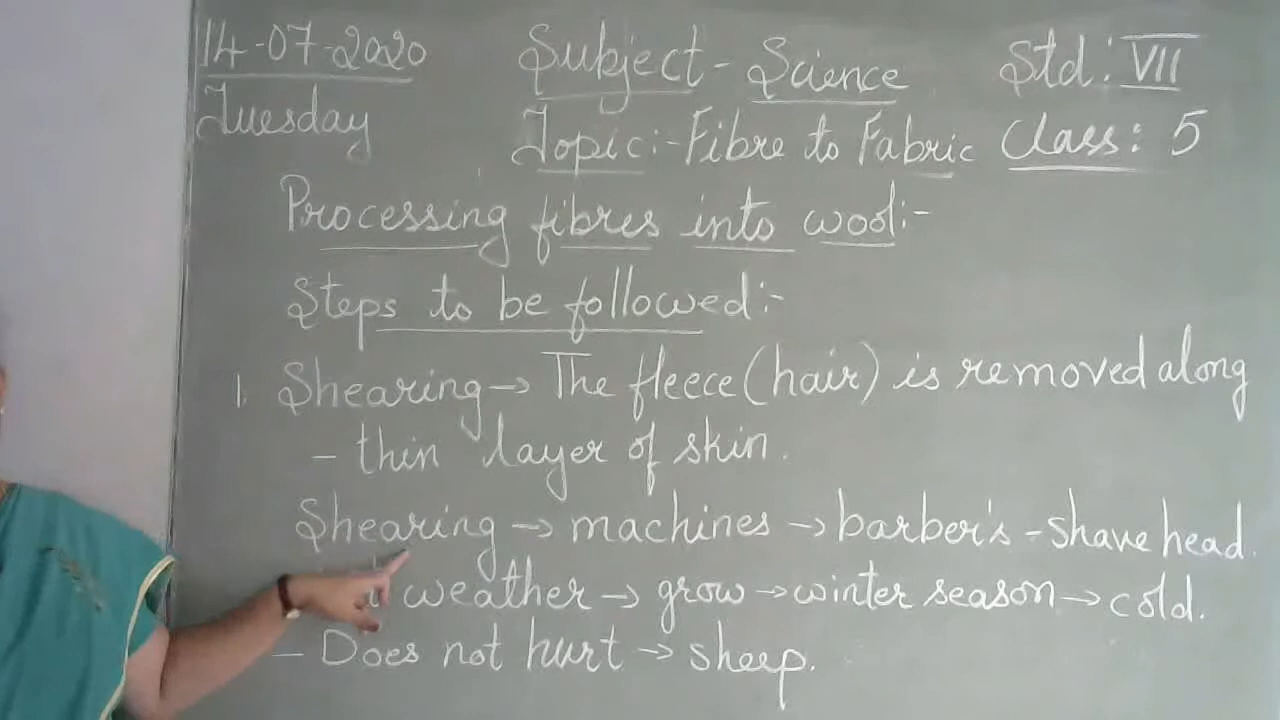 14-07-2020 Subject - Science Std: VII
Tuesday Topic:- Fibre to Fabric Class: 5
Processing fibres into wool:-
Steps to be followed:-
1. Shearing → The fleece (hair) is removed along
- thin layer of skin.
Shearing → machines → barber's - shave head.
weather → grow → winter season → cold.
- Does not hurt → sheep.